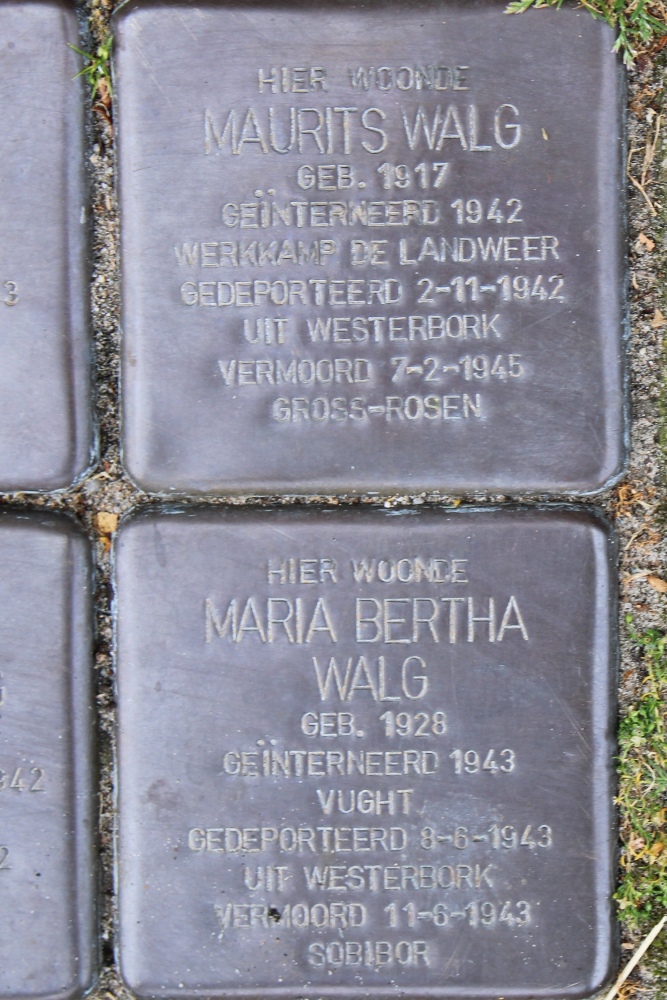 HIER WOONDE
MAURITS WALG
GEB. 1917
GEÏNTERNEERD 1942
WERKKAMP DE LANDWEER
GEDEPORTEERD 2-11-1942
UIT WESTERBORK
VERMOORD 7-2-1945
GROSS-ROSEN
HIER WOONDE
MARIA BERTHA
WALG
GEB. 1928
GEÏNTERNEERD 1943
VUGHT
GEDEPORTEERD 8-6-1943
UIT WESTERBORK
VERMOORD 11-6-1943
SOBIBOR